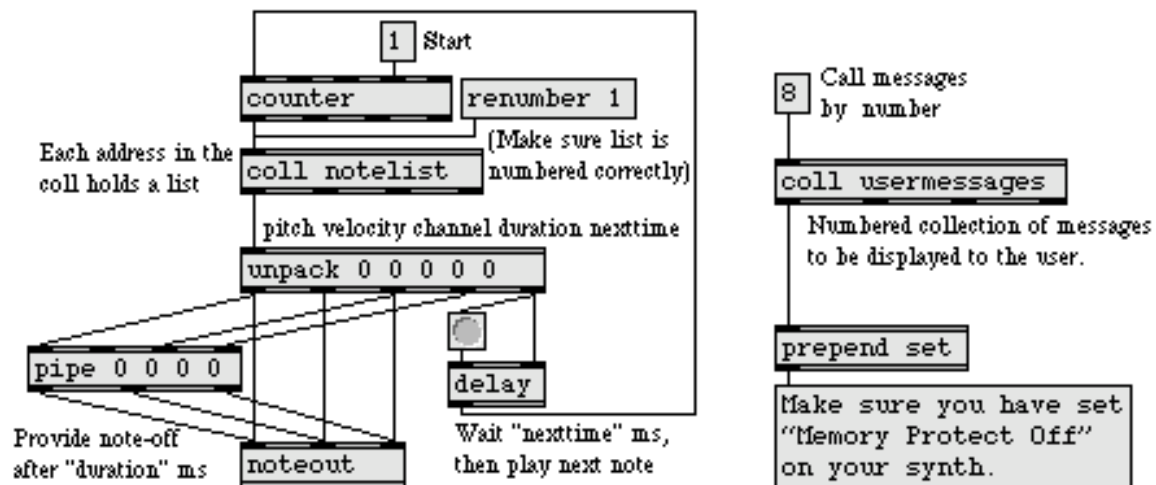 1
Start
counter
renumber 1
Each address in the
coll holds a list
coll notelist
(Make sure list is
numbered correctly)
pitch velocity channel duration nexttime
unpack 0 0 0 0 0
pipe 0 0 0 0
delay
Provide note-off
after "duration" ms
noteout
Wait "nexttime" ms,
then play next note
8
Call messages
by number
coll usermessages
Numbered collection of messages
to be displayed to the user.
prepend set
Make sure you have set
“Memory Protect Off”
on your synth.